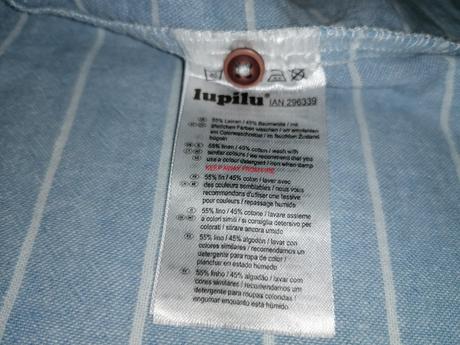 lupilu® IAN 296339
55% Leinen / 45% Baumwolle / mit
ähnlichen Farben waschen / wir empfehlen
ein Colorwaschmittel / im feuchten Zustand
bügeln
55% linen / 45% cotton / wash with
similar colours / we recommend that you
use a colour detergent / iron when damp
KEEP AWAY FROM FIRE
55% lin / 45% coton / laver avec
des couleurs semblables / nous vous
recommandons d'utiliser une lessive
pour couleurs / repassage humide
55% lino / 45% cotone / lavare assieme
a colori simili / si consiglia detersivo per
colorati / stirare ancora umido
55% lino / 45% algodón / lavar con
colores similares / recomendamos un
detergente para ropa de color /
planchar en estado húmedo
55% linho / 45% algodão / lavar com
cores similares / recomendamos um
detergente para roupas coloridas /
engomar enquanto está húmido